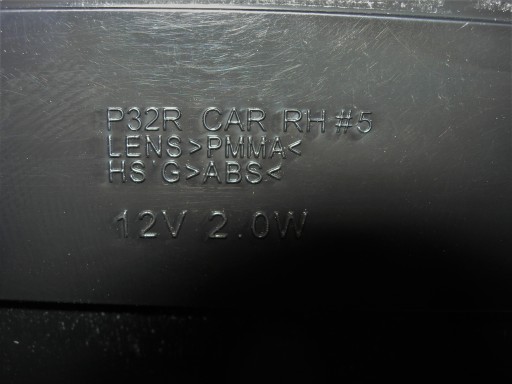 P32R CAR RH #5
LENS>PMMA<
HS'G>ABS<
12V 2.0W